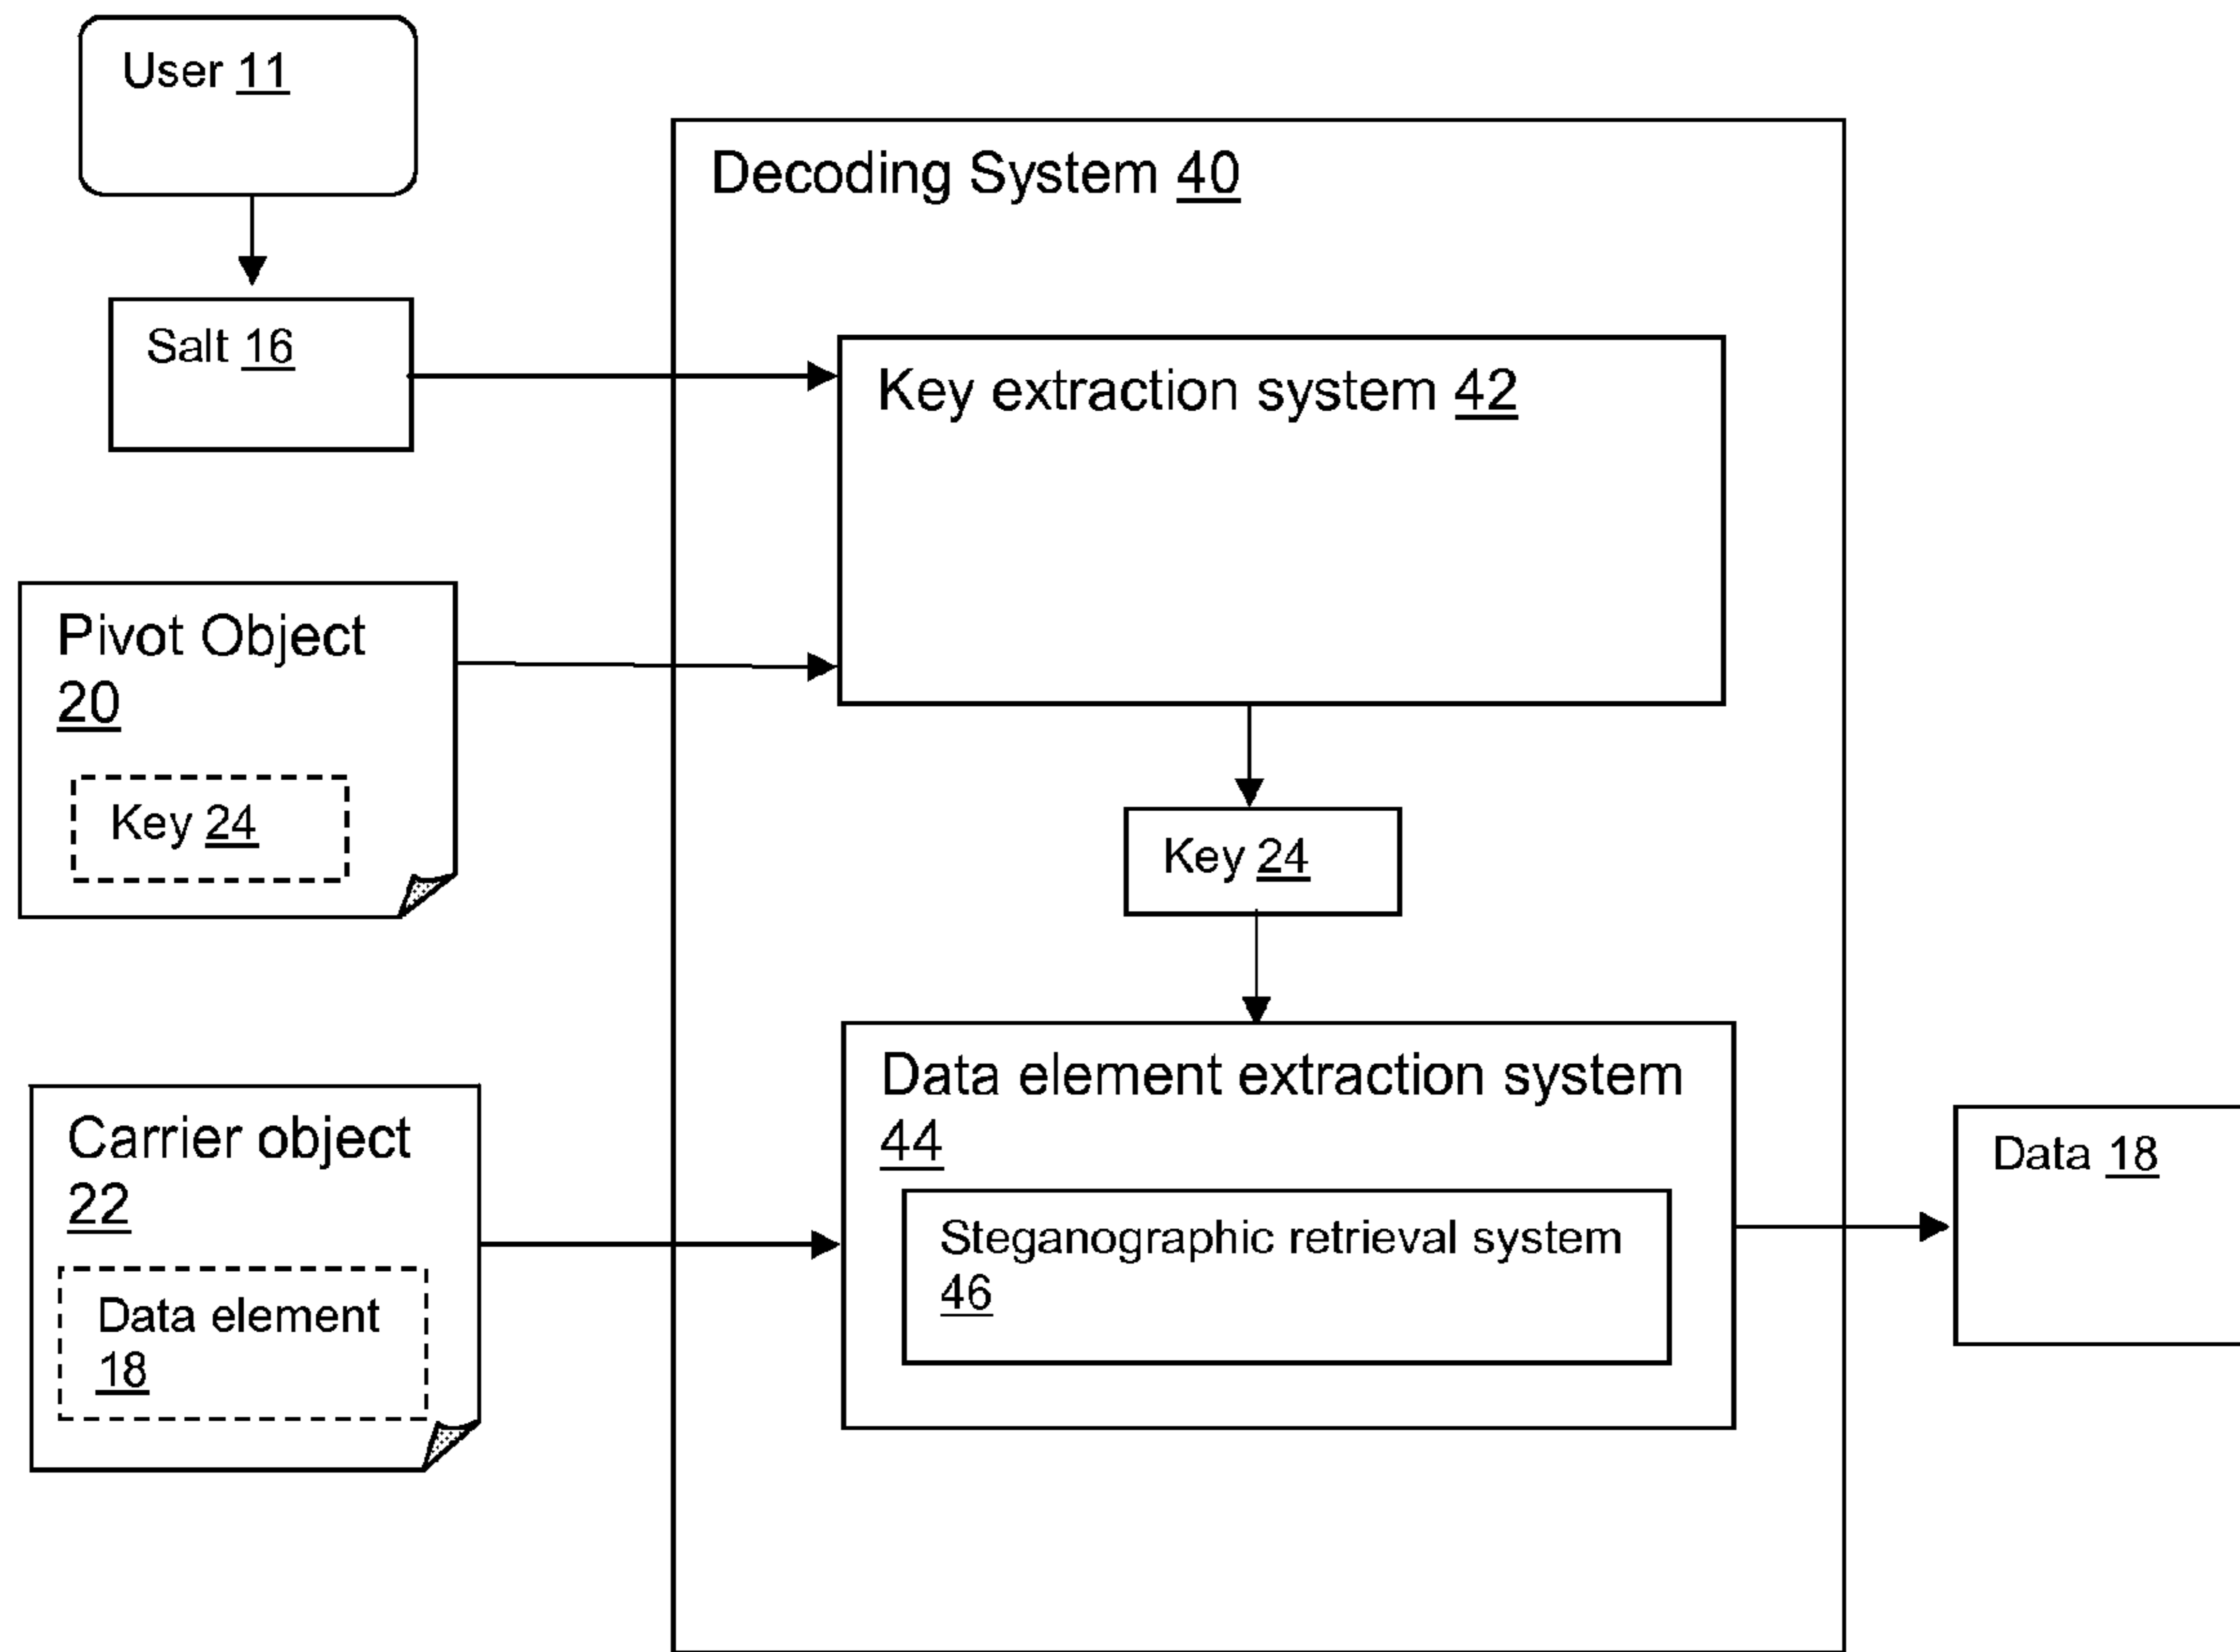 User 11
Decoding System 40
Salt 16
Key extraction system 42
Pivot Object
20
Key 24
Key 24
Data element extraction system
44
Carrier object
22
Data 18
Steganographic retrieval system
46
Data element
18